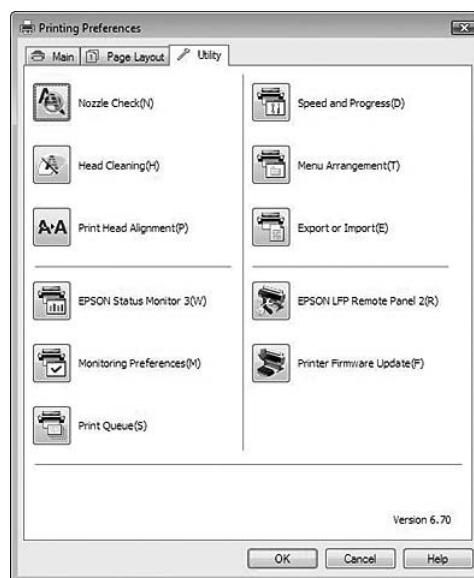 Printing Preferences
Main
Page Layout
Utility
Nozzle Check(N)
Head Cleaning(H)
Print Head Alignment(P)
EPSON Status Monitor 3(W)
Monitoring Preferences(M)
Print Queue(S)
Speed and Progress(D)
Menu Arrangement(T)
Export or Import(E)
EPSON LFP Remote Panel 2(R)
Printer Firmware Update(F)
Version 6.70
OK
Cancel
Help